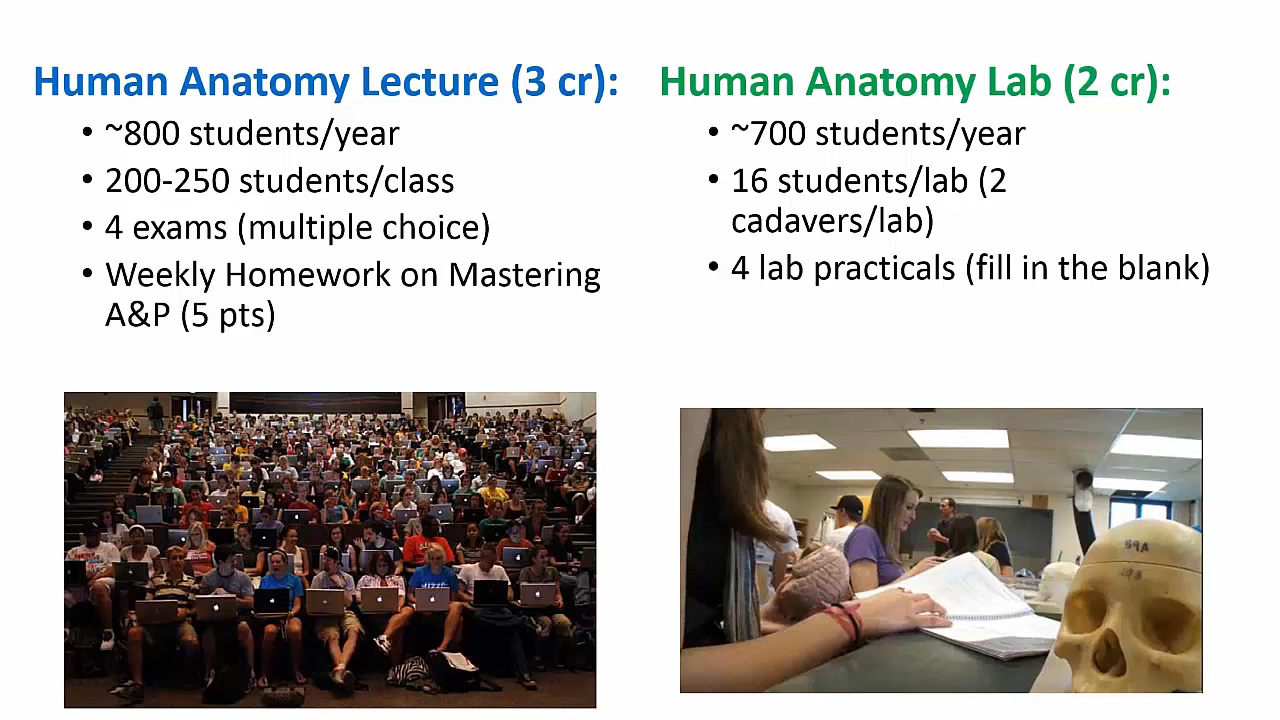 Human Anatomy Lecture (3 cr):
• ~800 students/year
• 200-250 students/class
• 4 exams (multiple choice)
• Weekly Homework on Mastering
A&P (5 pts)
Human Anatomy Lab (2 cr):
• ~700 students/year
• 16 students/lab (2
cadavers/lab)
• 4 lab practicals (fill in the blank)